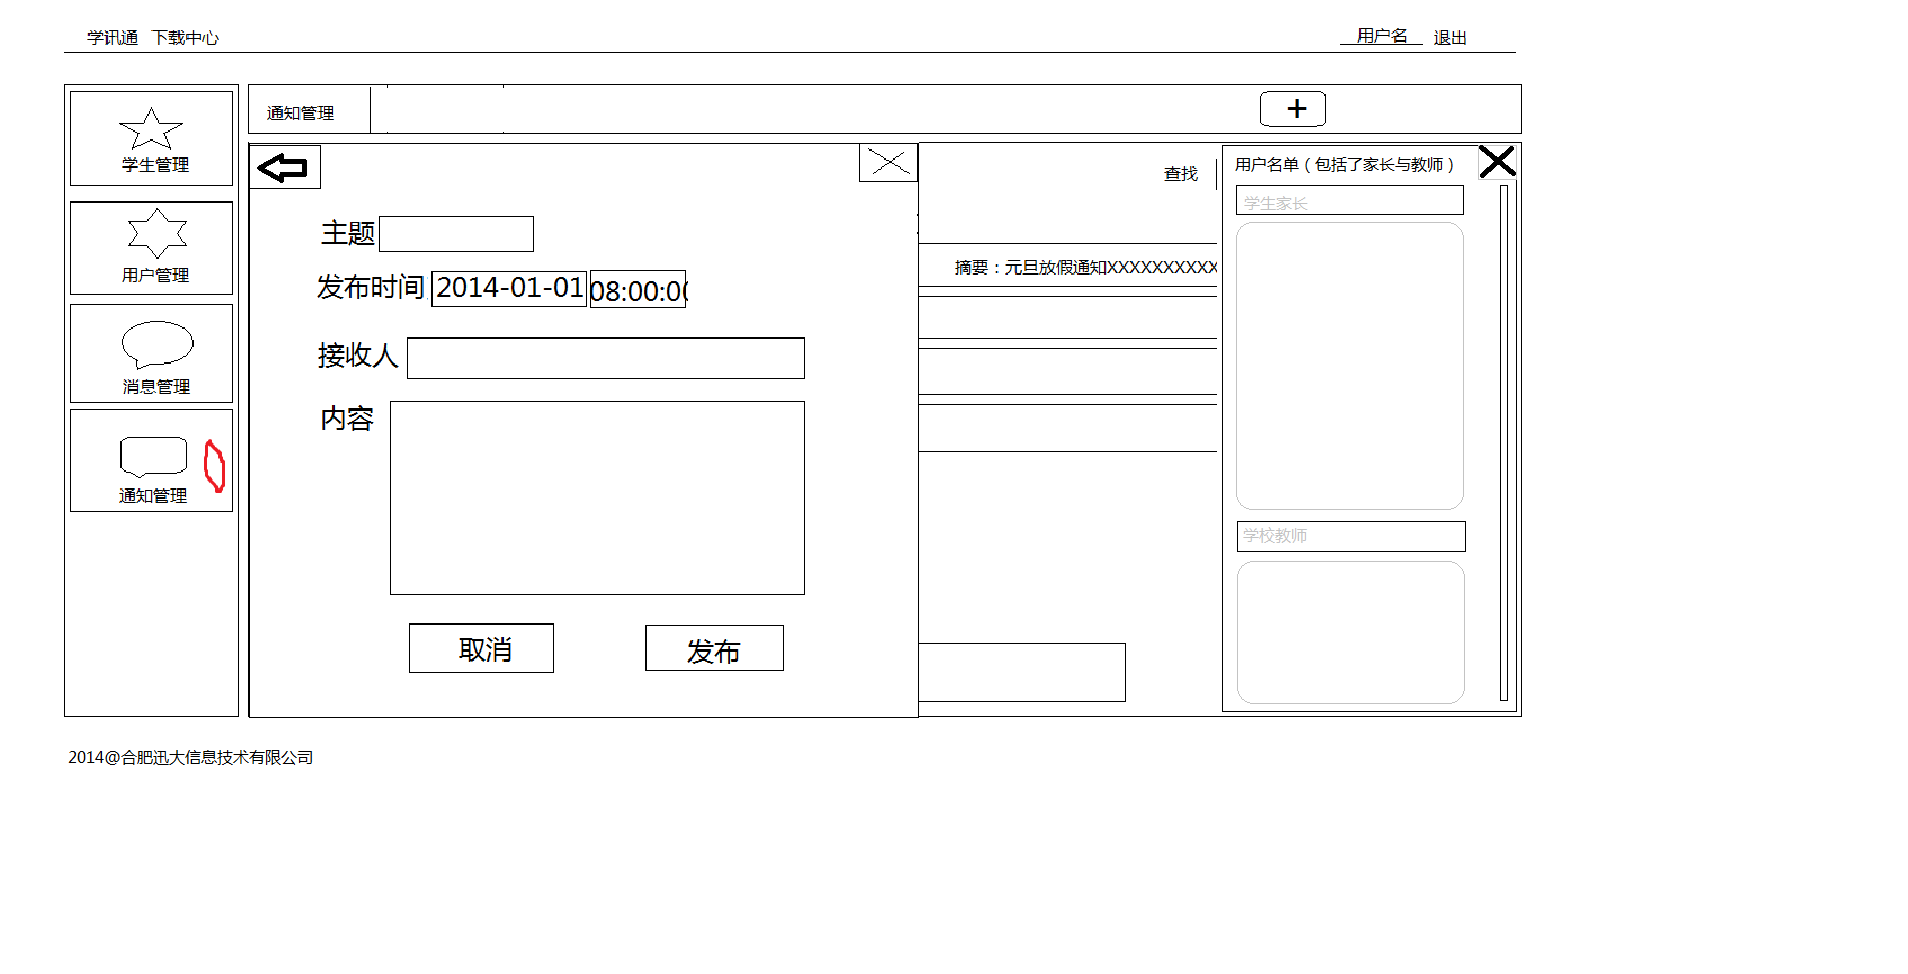 学讯通 下载中心
用户名 退出
学生管理
用户管理
消息管理
通知管理
通知管理
+
主题
发布时间 2014-01-01 08:00:00
接收人
内容
取消 发布
查找
摘要：元旦放假通知XXXXXXXXXX
用户名单（包括了家长与教师）
学生家长
学校教师
2014@合肥迅大信息技术有限公司